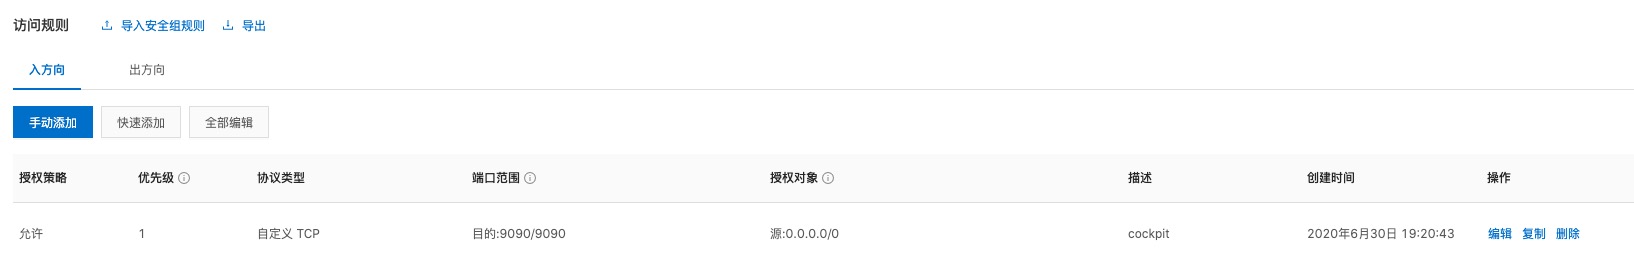 访问规则 导入安全组规则 导出
入方向 出方向
手动添加 快速添加 全部编辑
授权策略 优先级 协议类型 端口范围 授权对象 描述 创建时间 操作
允许 1 自定义 TCP 目的:9090/9090 源:0.0.0.0/0 cockpit 2020年6月30日 19:20:43 编辑 复制 删除